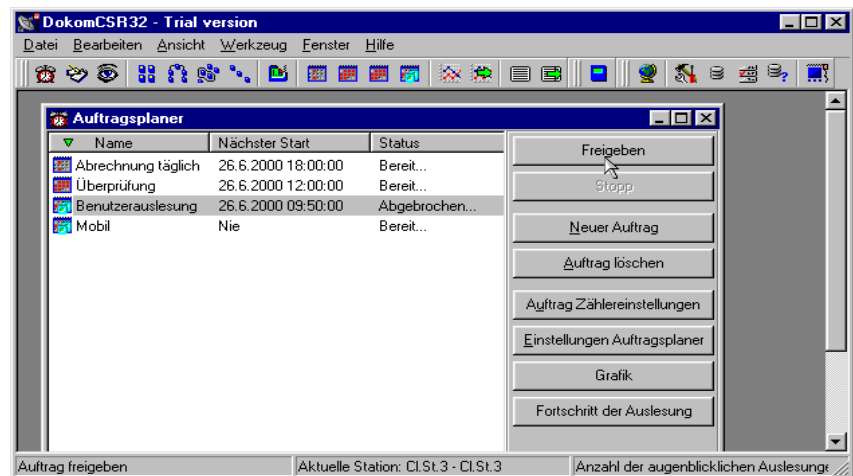 DokomCSR32 - Trial version
Datei Bearbeiten Ansicht Werkzeug Fenster Hilfe
Auftragsplaner
Name Nächster Start Status
Abrechnung täglich 26.6.2000 18:00:00 Bereit...
Überprüfung 26.6.2000 12:00:00 Bereit...
Benutzerauslesung 26.6.2000 09:50:00 Abgebrochen...
Mobil Nie Bereit...
Freigeben
Stopp
Neuer Auftrag
Auftrag löschen
Auftrag Zählereinstellungen
Einstellungen Auftragsplaner
Grafik
Fortschritt der Auslesung
Auftrag freigeben Aktuelle Station: Cl.St.3 - Cl.St.3 Anzahl der augenblicklichen Auslesunge